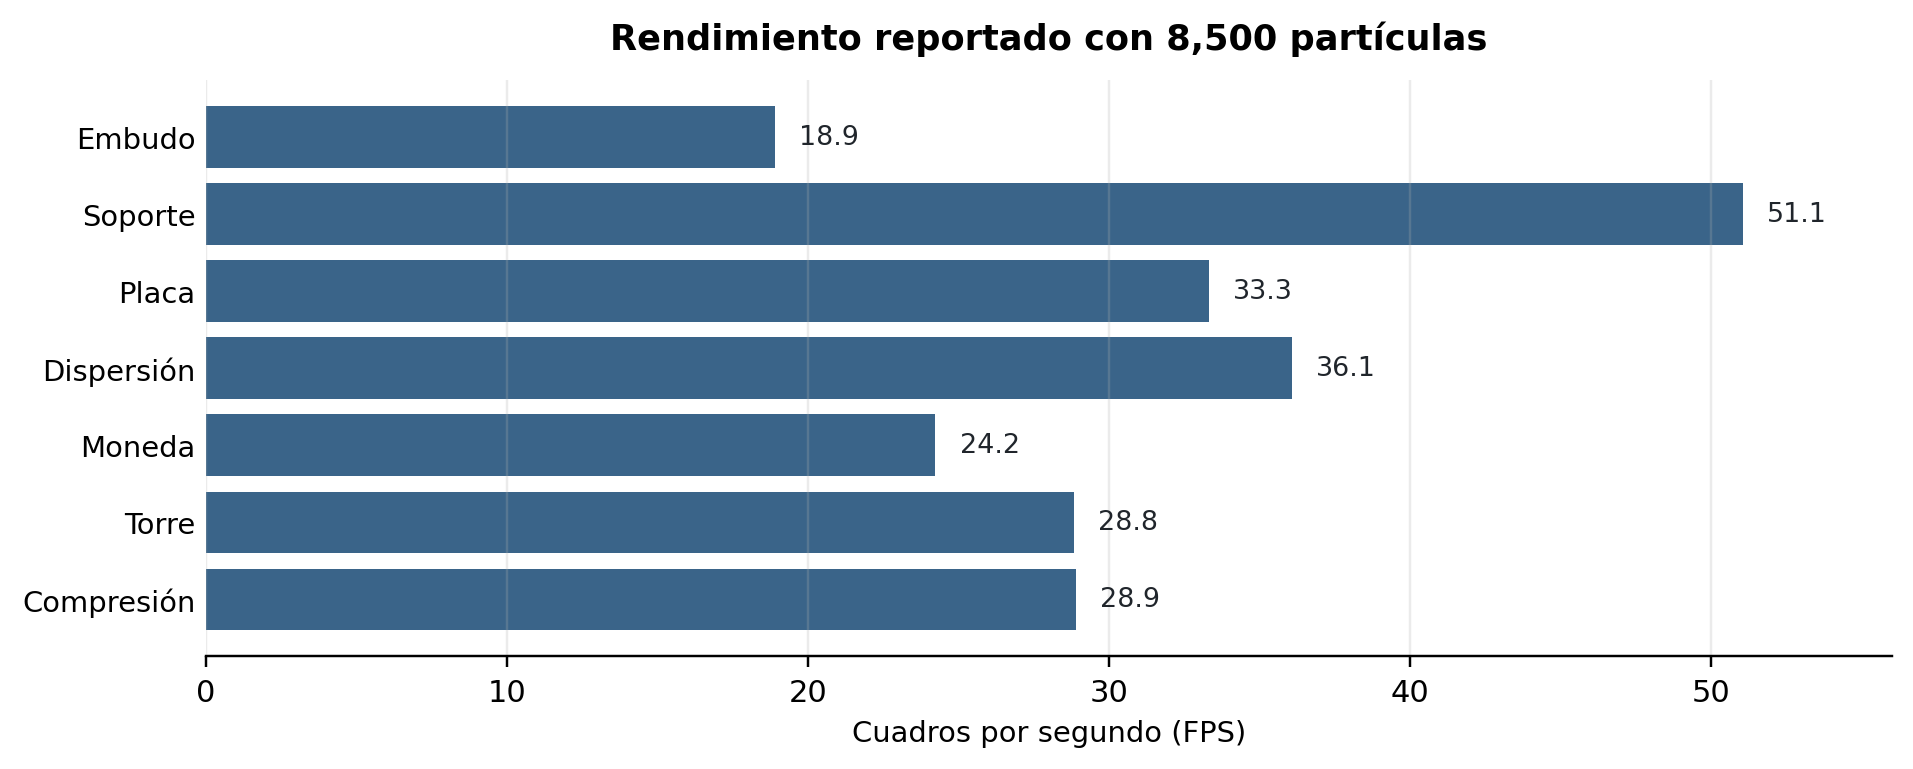 Rendimiento reportado con 8,500 partículas
Embudo 18.9
Soporte 51.1
Placa 33.3
Dispersión 36.1
Moneda 24.2
Torre 28.8
Compresión 28.9
0 10 20 30 40 50
Cuadros por segundo (FPS)